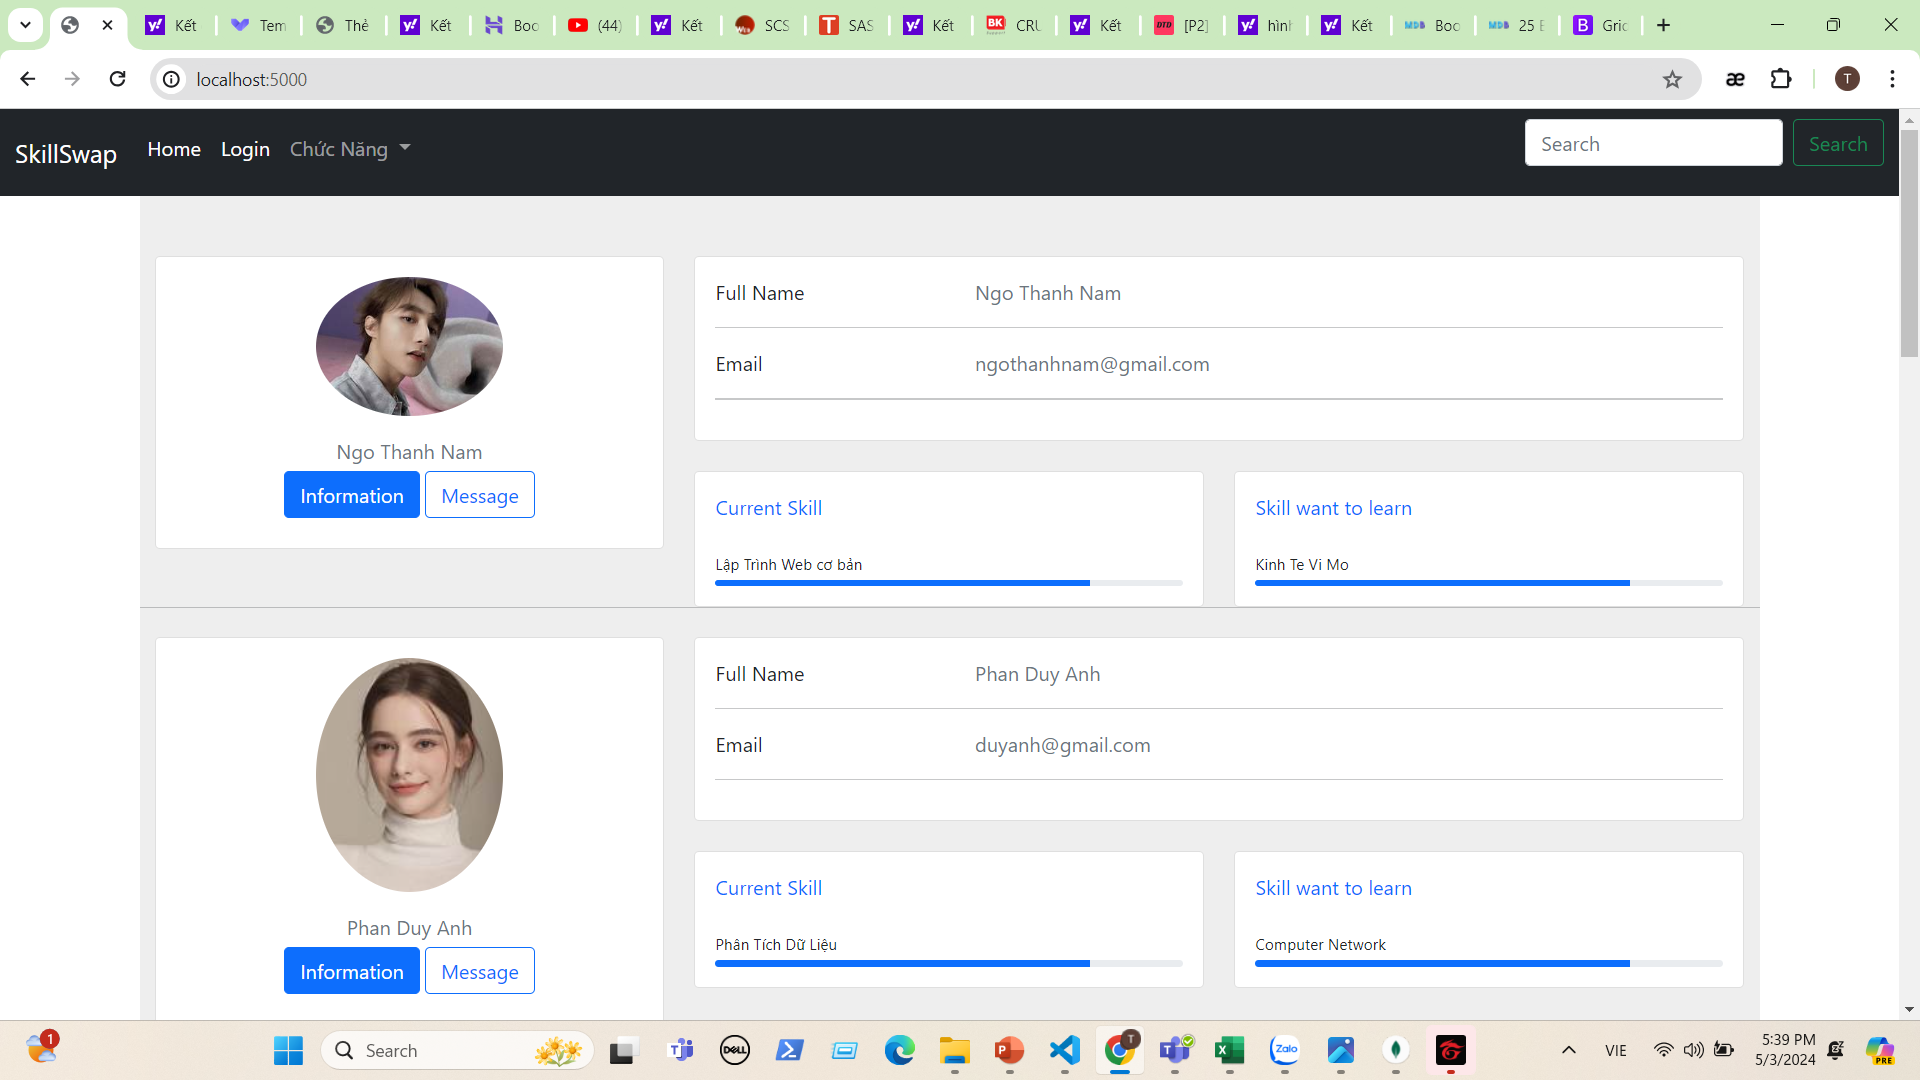 Kết
Tem
Thẻ
Kết
Boo
(44)
Kết
SCS
SAS
Kết
CRU
Kết
[P2]
hình
Kết
Boo
25 E
Gric
localhost:5000
T
SkillSwap
Home
Login
Chức Năng
Search
Search
Ngo Thanh Nam
Information
Message
Full Name
Ngo Thanh Nam
Email
ngothanhnam@gmail.com
Current Skill
Lập Trình Web cơ bản
Skill want to learn
Kinh Te Vi Mo
Phan Duy Anh
Information
Message
Full Name
Phan Duy Anh
Email
duyanh@gmail.com
Current Skill
Phân Tích Dữ Liệu
Skill want to learn
Computer Network
1
Search
DELL
Zalo
VIE
5:39 PM
5/3/2024
PRE